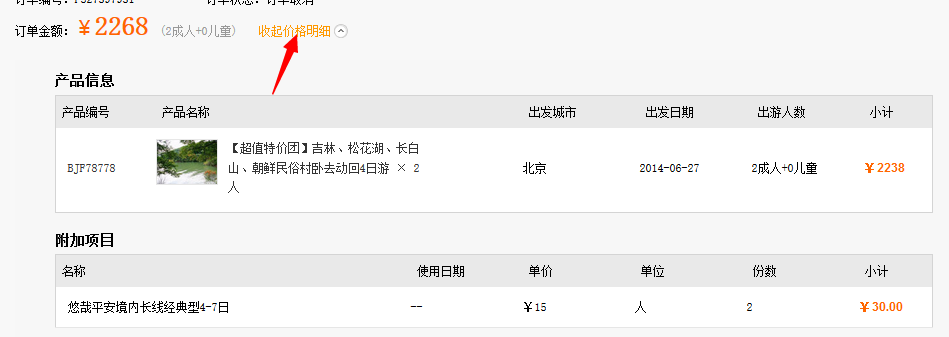 订单金额：￥2268 (2成人+0儿童) 收起价格明细
产品信息
产品编号 产品名称 出发城市 出发日期 出游人数 小计
【超值特价团】吉林、松花湖、长白
BJF78778 山、朝鲜民俗村卧去动回4日游 × 2 北京 2014-06-27 2成人+0儿童 ￥2238
人
附加项目
名称 使用日期 单价 单位 份数 小计
悠哉平安境内长线经典型4-7日 -- ￥15 人 2 ￥30.00